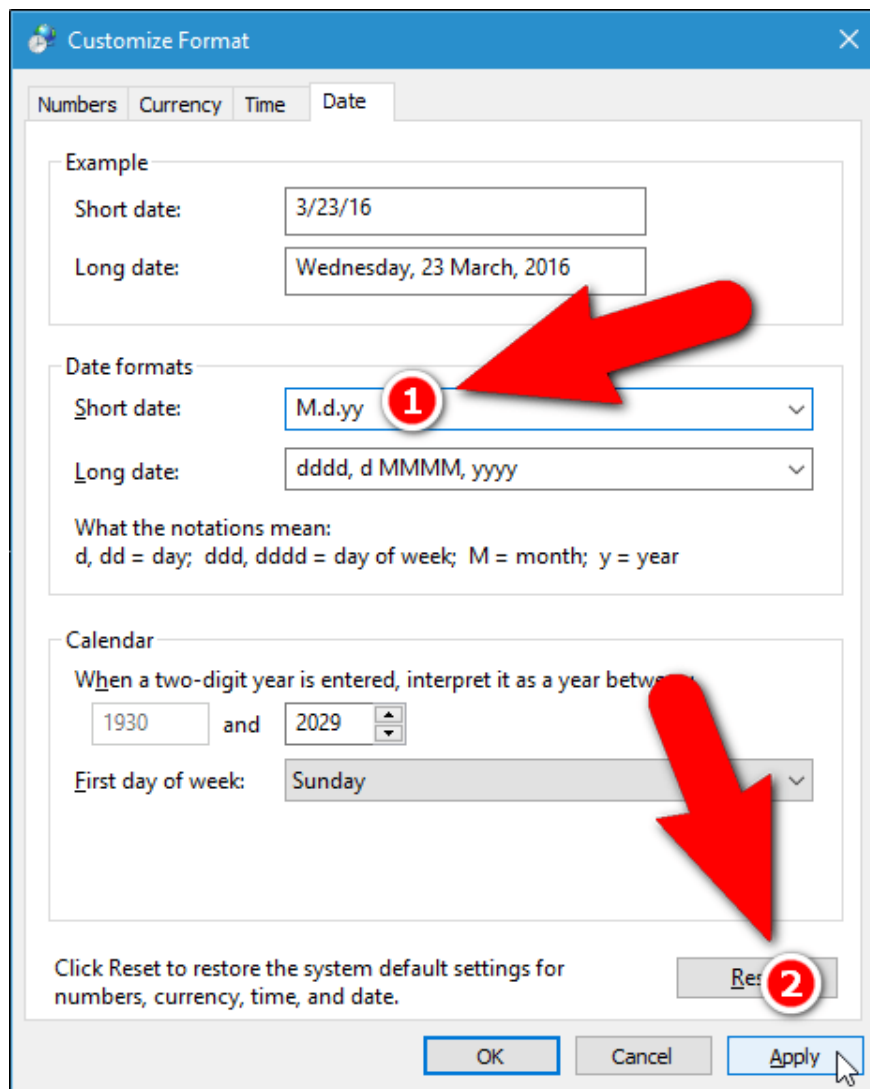 Customize Format
Numbers Currency Time Date
Example
Short date: 3/23/16
Long date: Wednesday, 23 March, 2016
Date formats
Short date: M.d.yy 1
Long date: dddd, d MMMM, yyyy
What the notations mean:
d, dd = day; ddd, dddd = day of week; M = month; y = year
Calendar
When a two-digit year is entered, interpret it as a year between:
1930 and 2029
First day of week: Sunday
Click Reset to restore the system default settings for
numbers, currency, time, and date.
2
OK Cancel Apply